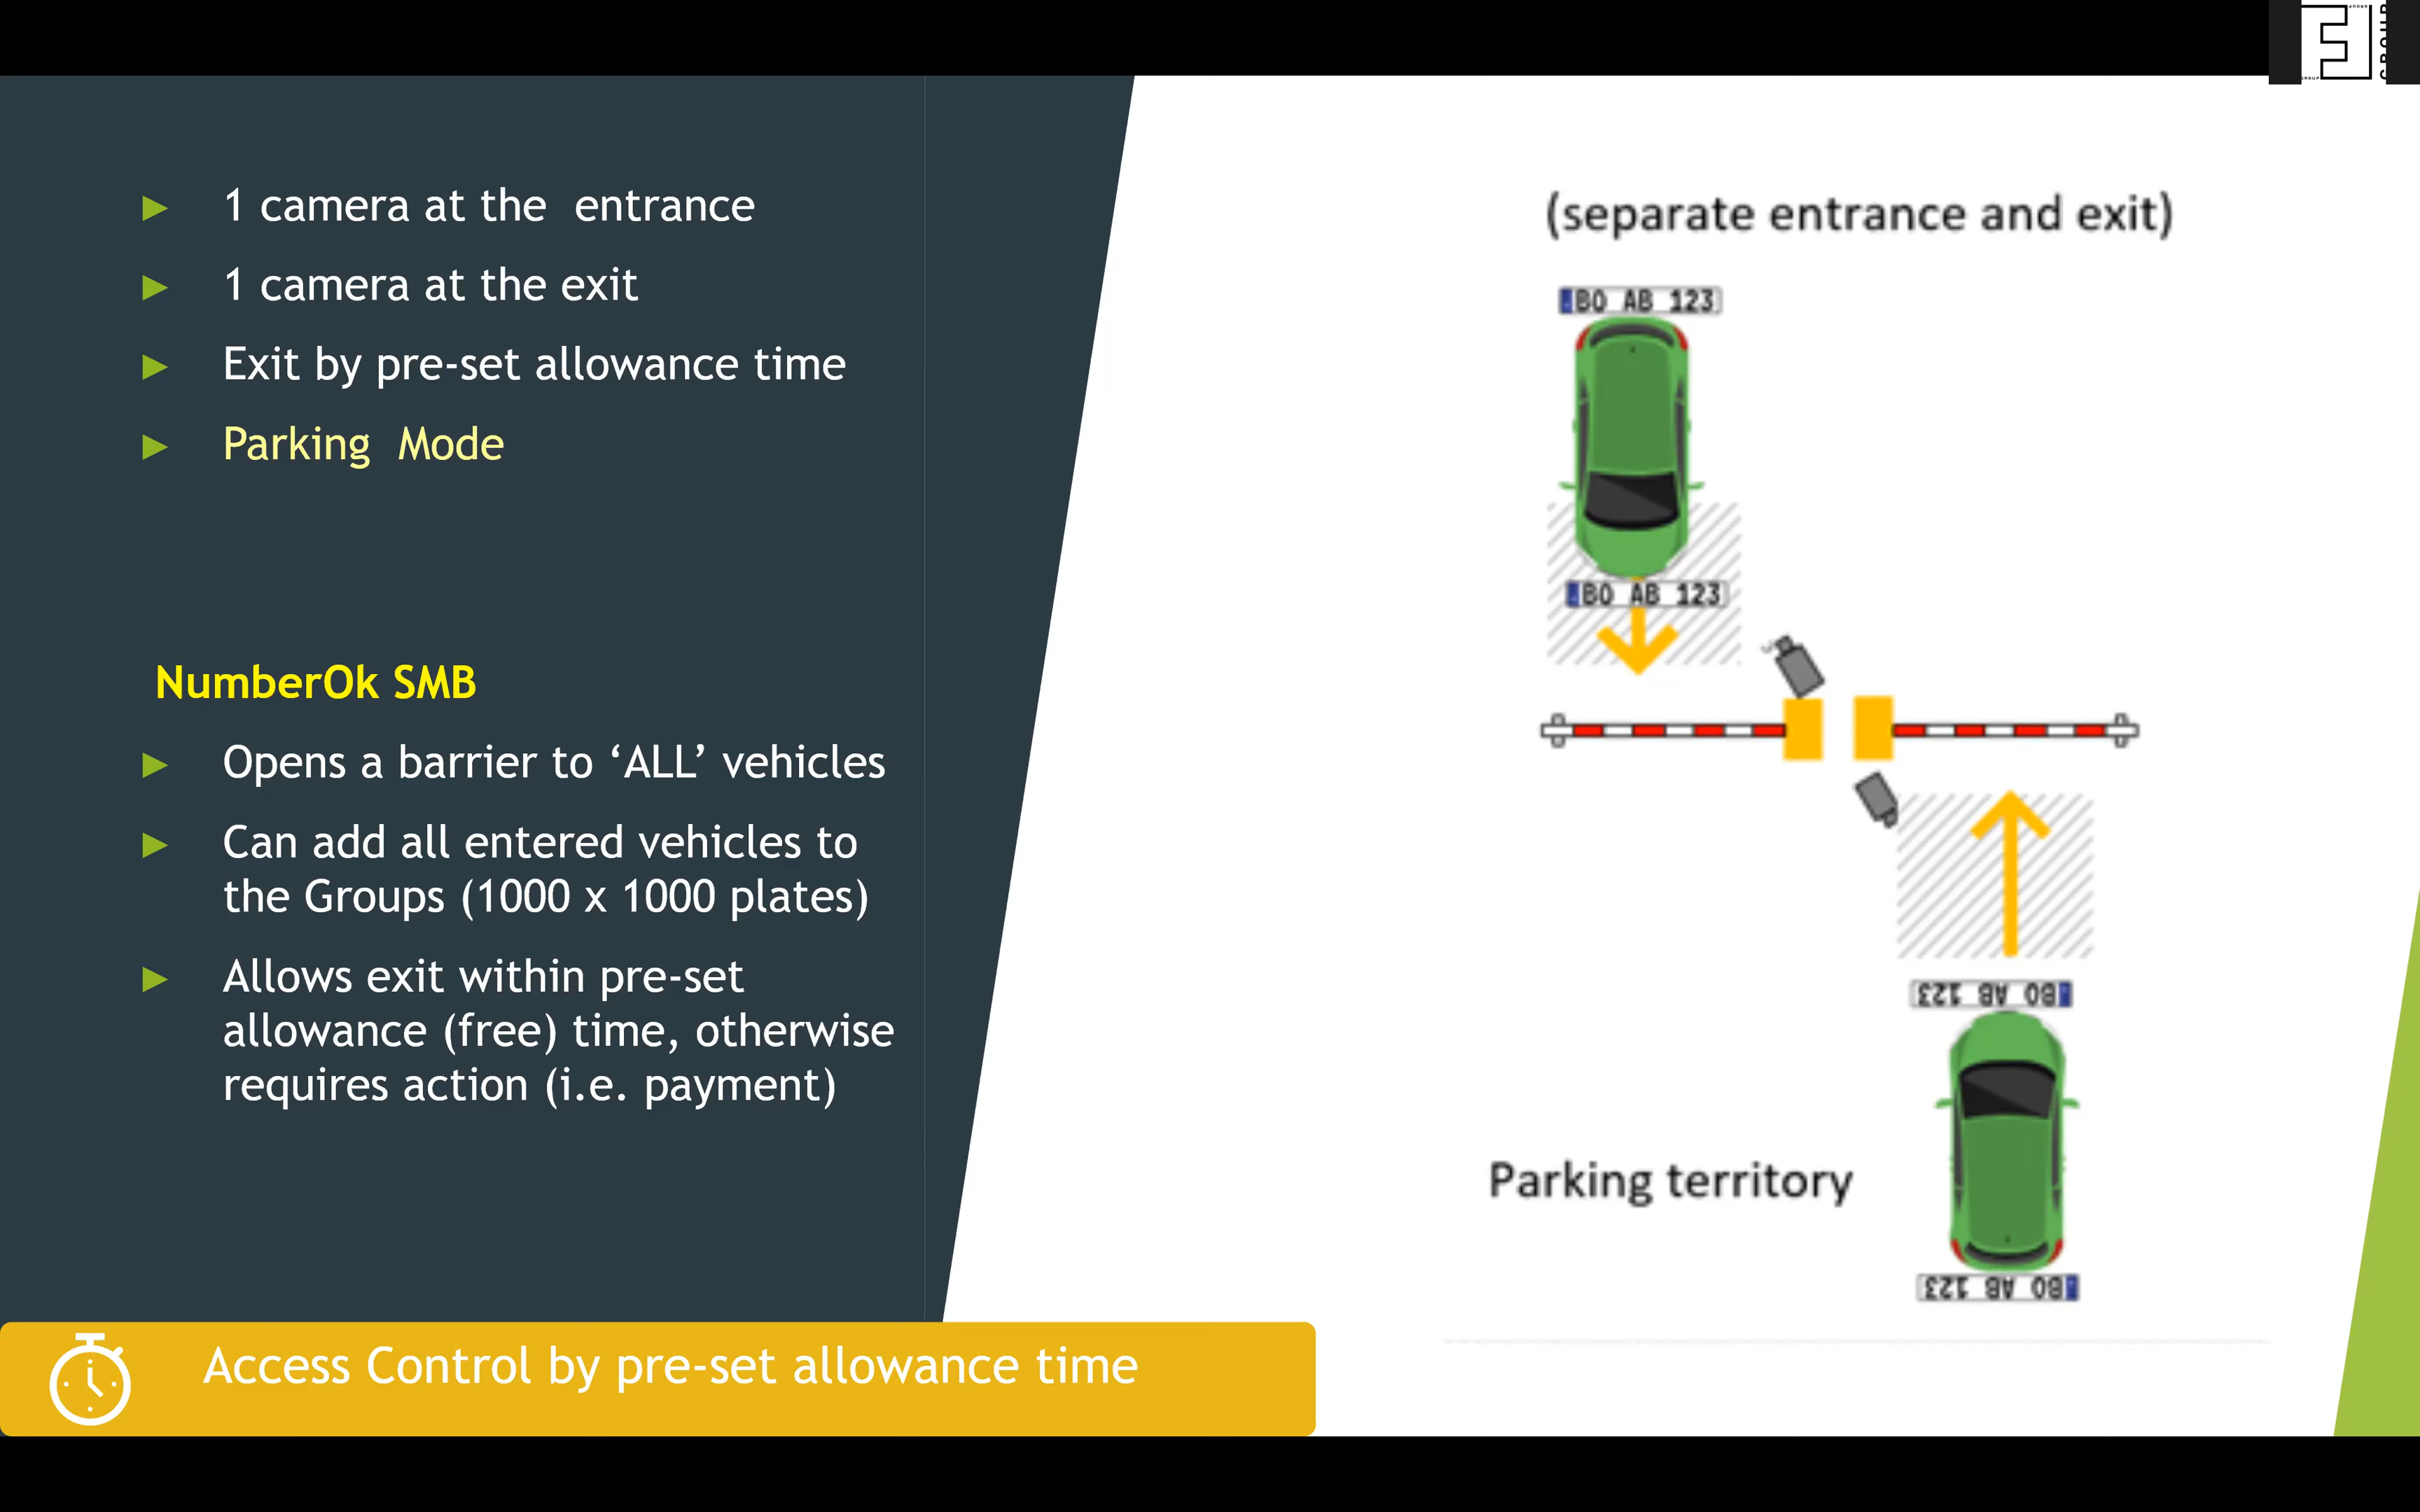 1 camera at the entrance
1 camera at the exit
Exit by pre-set allowance time
Parking Mode
NumberOk SMB
Opens a barrier to ‘ALL’ vehicles
Can add all entered vehicles to
the Groups (1000 x 1000 plates)
Allows exit within pre-set
allowance (free) time, otherwise
requires action (i.e. payment)
Access Control by pre-set allowance time
(separate entrance and exit)
BO AB 123
BO AB 123
BO AB 123
Parking territory
BO AB 123
GROUP